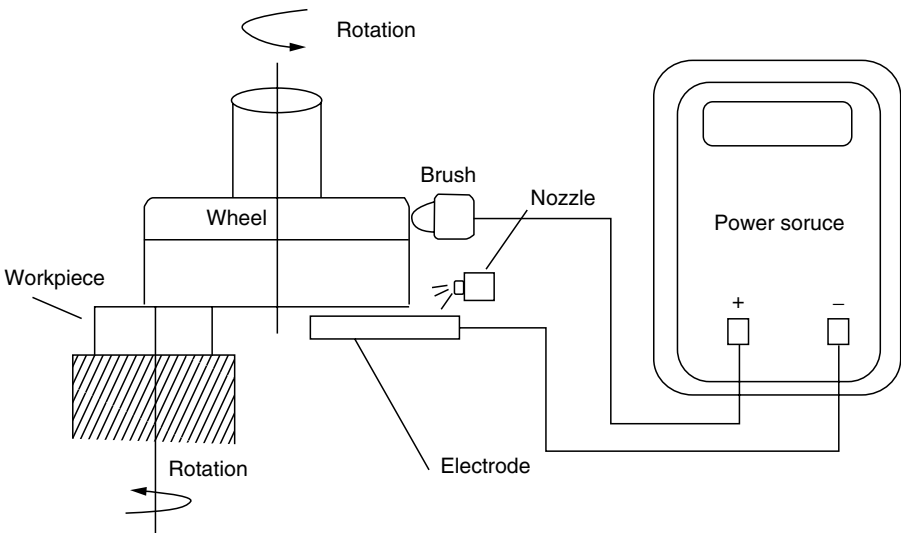 Rotation
Brush
Nozzle
Wheel
Power soruce
Workpiece
+ –
Rotation
Electrode